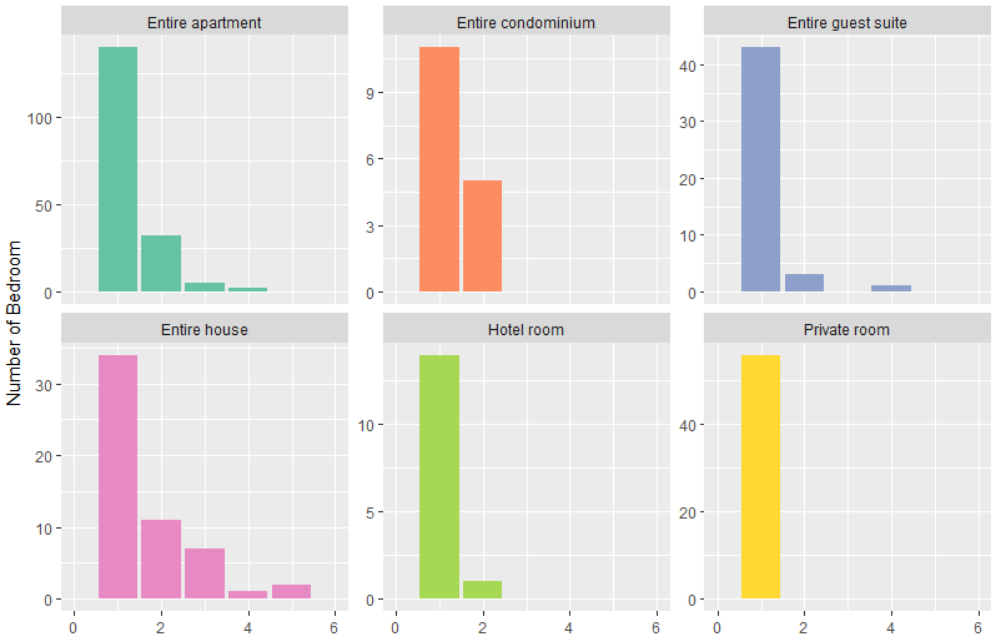 Entire apartment
Entire condominium
Entire guest suite
100
50
0
9
6
3
0
40
30
20
10
0
Number of Bedroom
Entire house
Hotel room
Private room
30
20
10
0
10
5
0
40
20
0
0 2 4 6
0 2 4 6
0 2 4 6